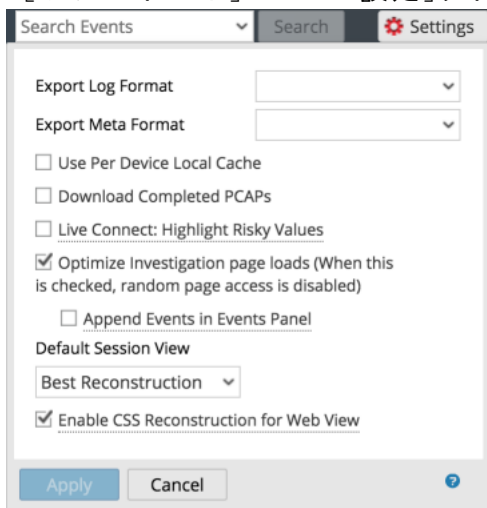 Search Events
Search
Settings
Export Log Format
Export Meta Format
Use Per Device Local Cache
Download Completed PCAPs
Live Connect: Highlight Risky Values
Optimize Investigation page loads (When this
is checked, random page access is disabled)
Append Events in Events Panel
Default Session View
Best Reconstruction
Enable CSS Reconstruction for Web View
Apply
Cancel
?